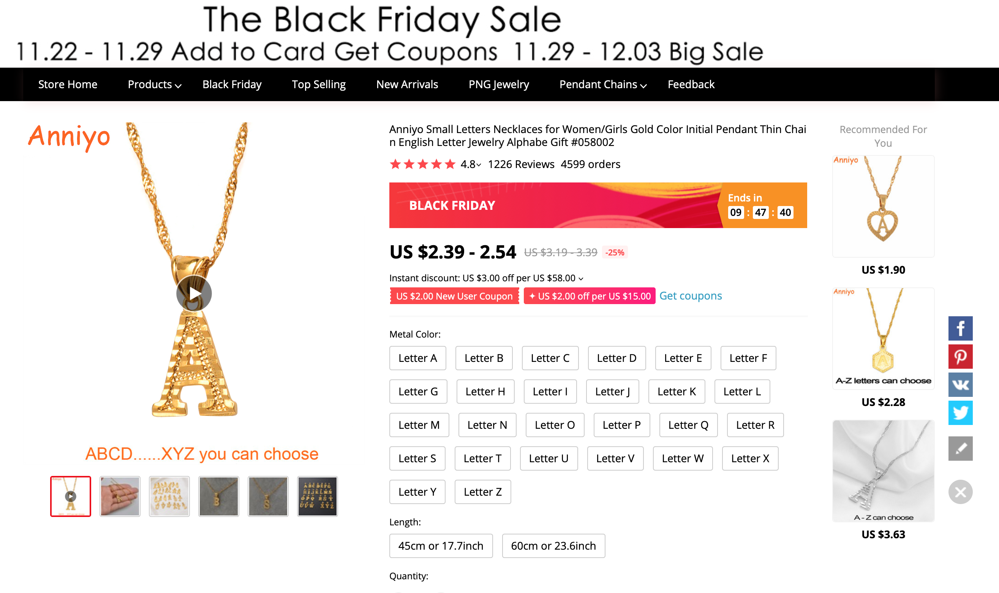 The Black Friday Sale
11.22 - 11.29 Add to Card Get Coupons 11.29 - 12.03 Big Sale
Store Home Products Black Friday Top Selling New Arrivals PNG Jewelry Pendant Chains Feedback
Anniyo
ABCD......XYZ you can choose
Anniyo Small Letters Necklaces for Women/Girls Gold Color Initial Pendant Thin Chai
n English Letter Jewelry Alphabe Gift #058002
4.8 1226 Reviews 4599 orders
BLACK FRIDAY
Ends in
09 : 47 : 40
US $2.39 - 2.54 US $3.19 - 3.39 -25%
Instant discount: US $3.00 off per US $58.00
US $2.00 New User Coupon US $2.00 off per US $15.00 Get coupons
Metal Color:
Letter A Letter B Letter C Letter D Letter E Letter F
Letter G Letter H Letter I Letter J Letter K Letter L
Letter M Letter N Letter O Letter P Letter Q Letter R
Letter S Letter T Letter U Letter V Letter W Letter X
Letter Y Letter Z
Length:
45cm or 17.7inch 60cm or 23.6inch
Quantity:
Recommended For
You
Anniyo
US $1.90
Anniyo
A-Z letters can choose
US $2.28
A - Z can choose
US $3.63